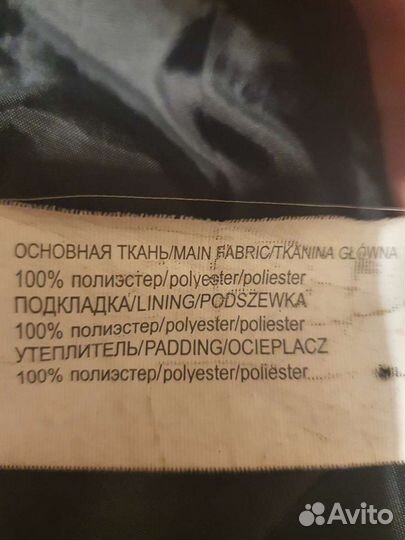 ОСНОВНАЯ ТКАНЬ/MAIN FABRIC/TKANINA GŁÓWNA
100% полиэстер/polyester/poliester
ПОДКЛАДКА/LINING/PODSZEWKA
100% полиэстер/polyester/poliester
УТЕПЛИТЕЛЬ/PADDING/OCIEPLACZ
100% полиэстер/polyester/poliester
Avito